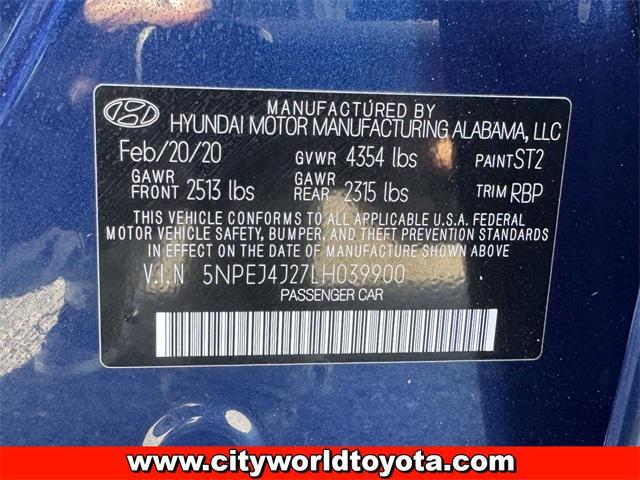 MANUFACTURED BY
HYUNDAI MOTOR MANUFACTURING ALABAMA, LLC
Feb/20/20 GVWR 4354 lbs PAINT ST2
GAWR FRONT 2513 lbs GAWR REAR 2315 lbs TRIM RBP
THIS VEHICLE CONFORMS TO ALL APPLICABLE U.S.A. FEDERAL
MOTOR VEHICLE SAFETY, BUMPER, AND THEFT PREVENTION STANDARDS
IN EFFECT ON THE DATE OF MANUFACTURE SHOWN ABOVE.
V.I.N 5NPEJ4J27LH039900
PASSENGER CAR
www.cityworldtoyota.com